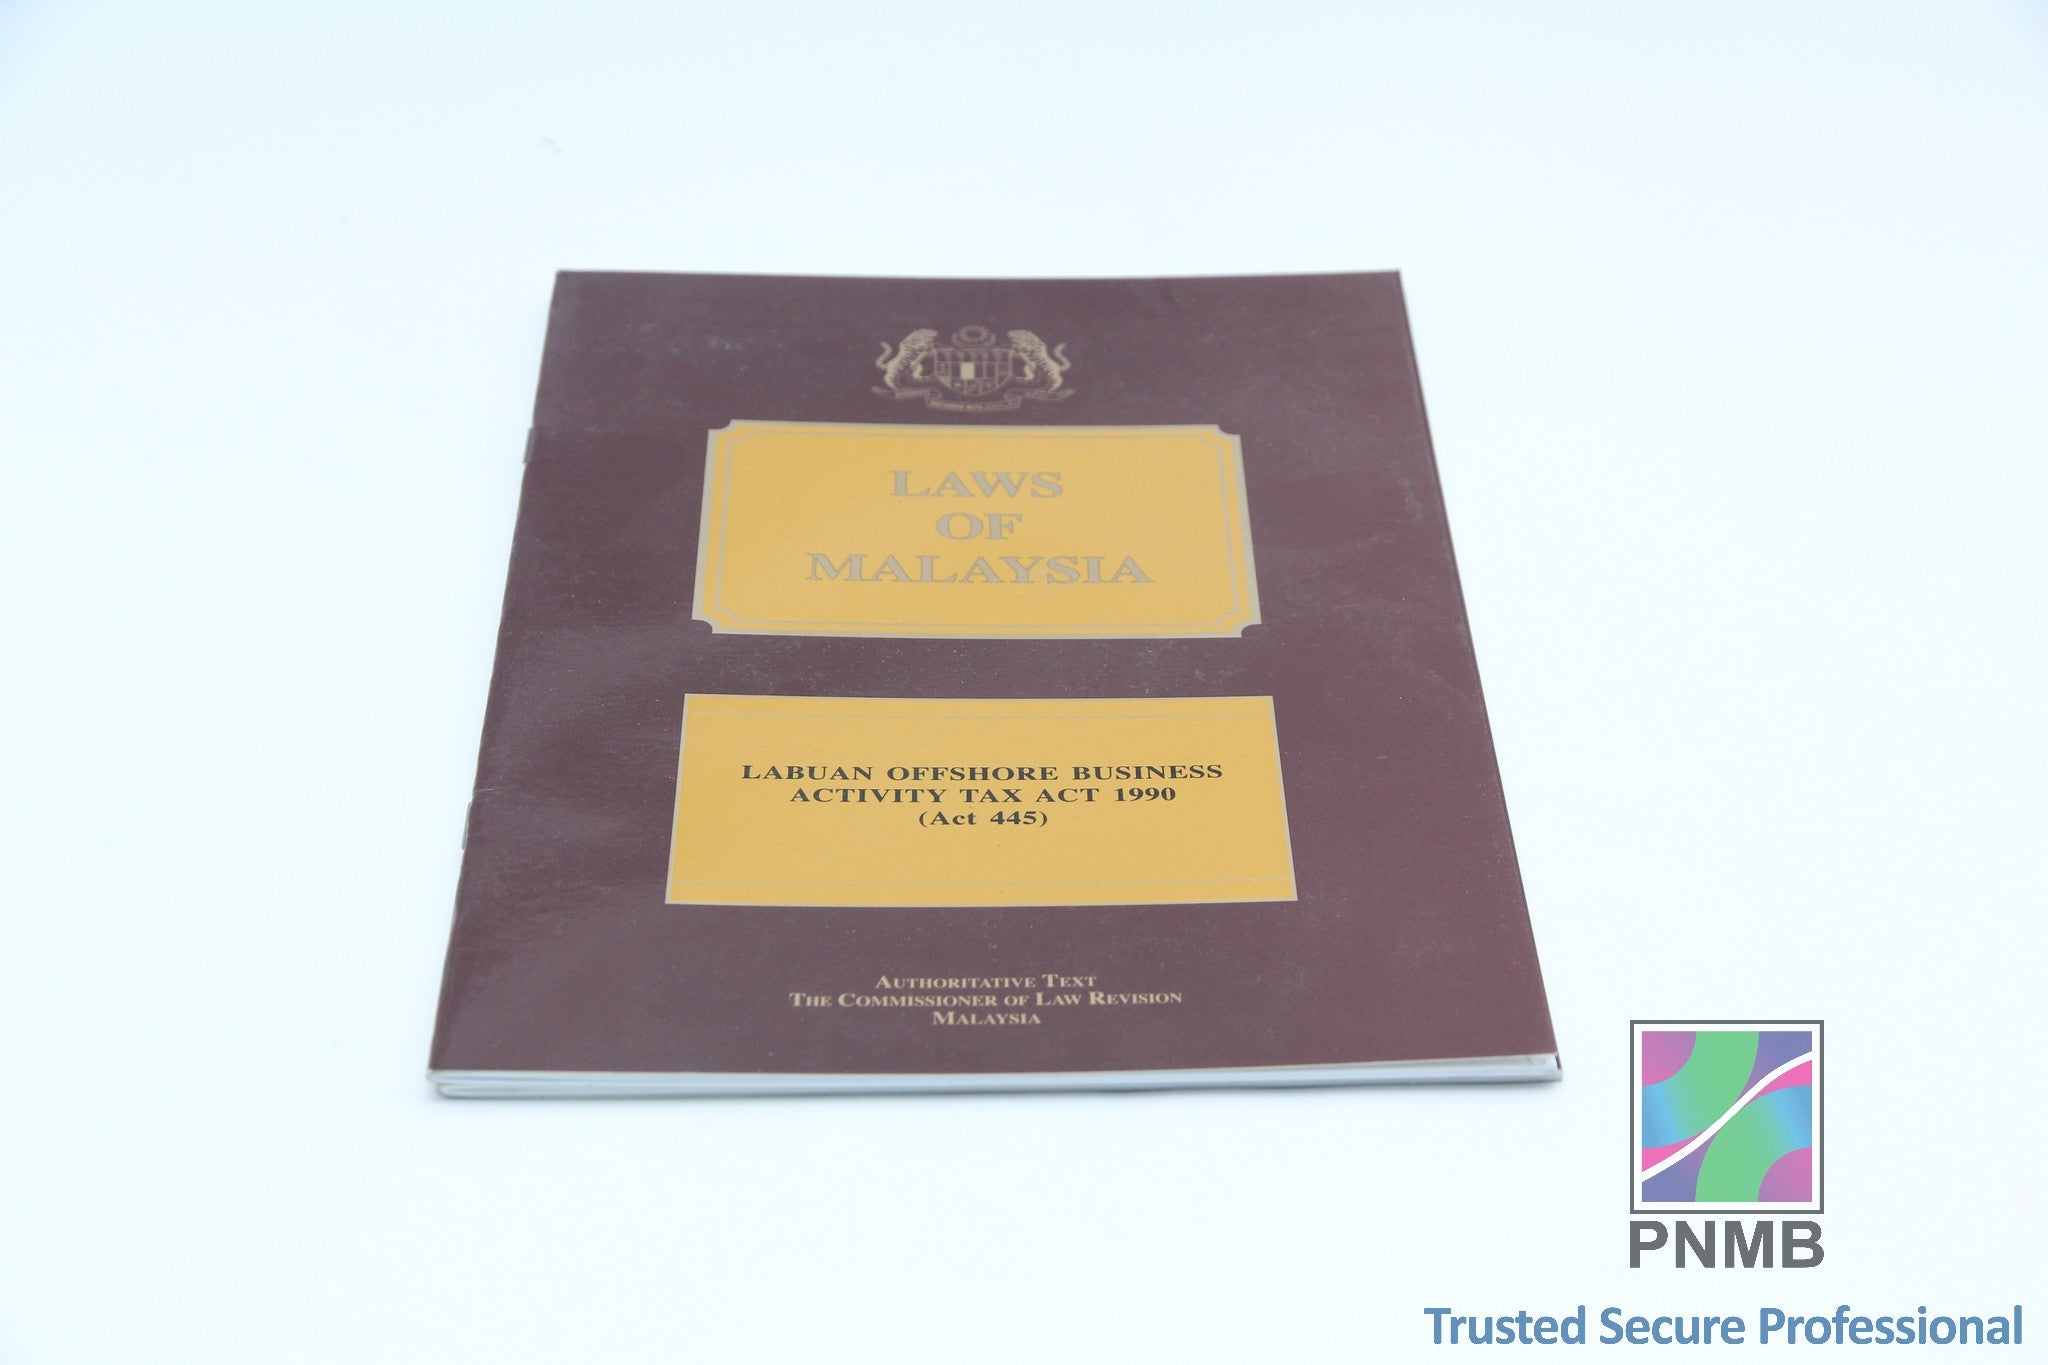 LAWS
OF
MALAYSIA
LABUAN OFFSHORE BUSINESS
ACTIVITY TAX ACT 1990
(Act 445)
AUTHORITATIVE TEXT
THE COMMISSIONER OF LAW REVISION
MALAYSIA
PNMB
Trusted Secure Professional